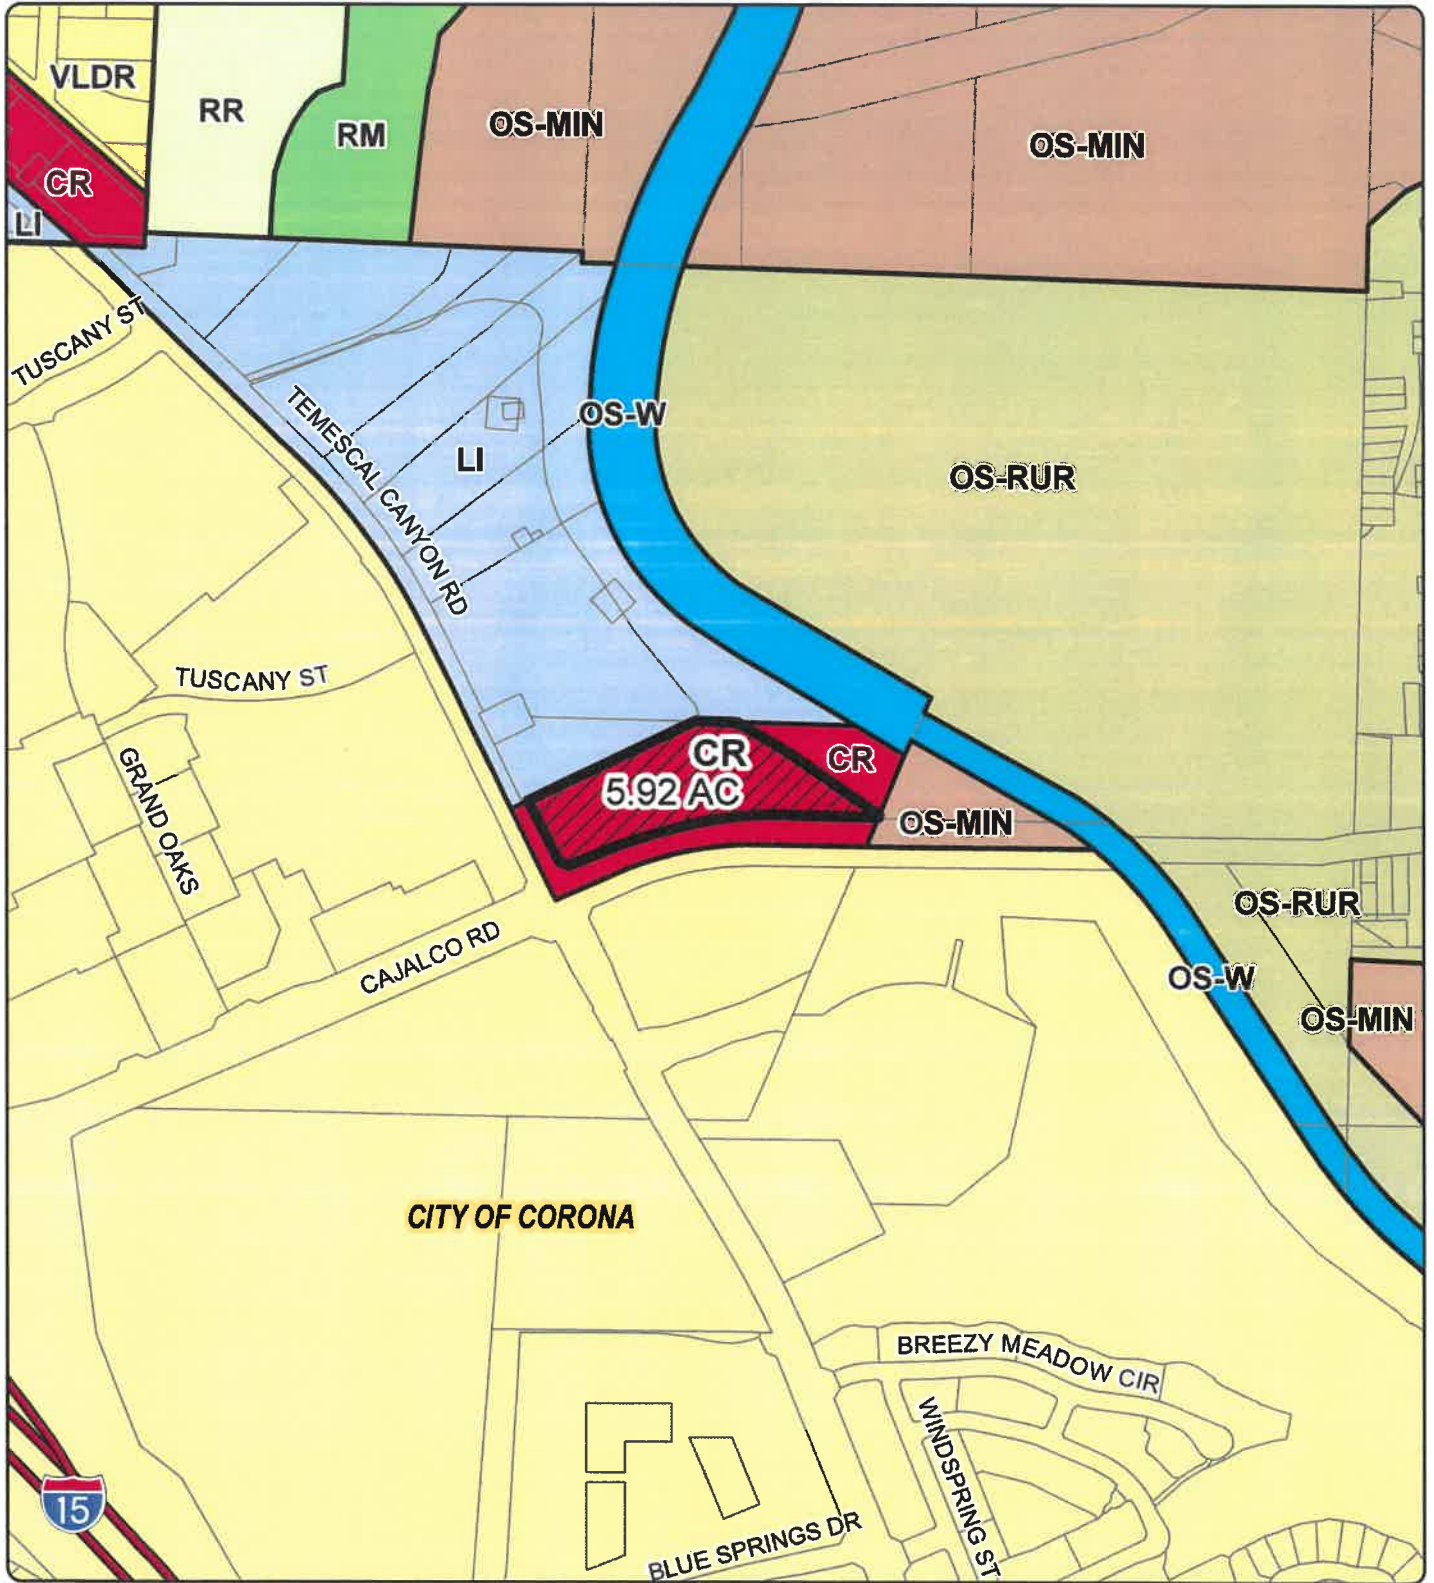 VLDR
RR
RM
OS-MIN
OS-MIN
CR
LI
TUSCANY ST
TEMESCAL CANYON RD
LI
OS-W
OS-RUR
TUSCANY ST
GRAND OAKS
CR
5.92 AC
CR
OS-MIN
OS-RUR
CAJALCO RD
OS-W
OS-MIN
CITY OF CORONA
BREEZY MEADOW CIR
WINDSPRING ST
15
BLUE SPRINGS DR